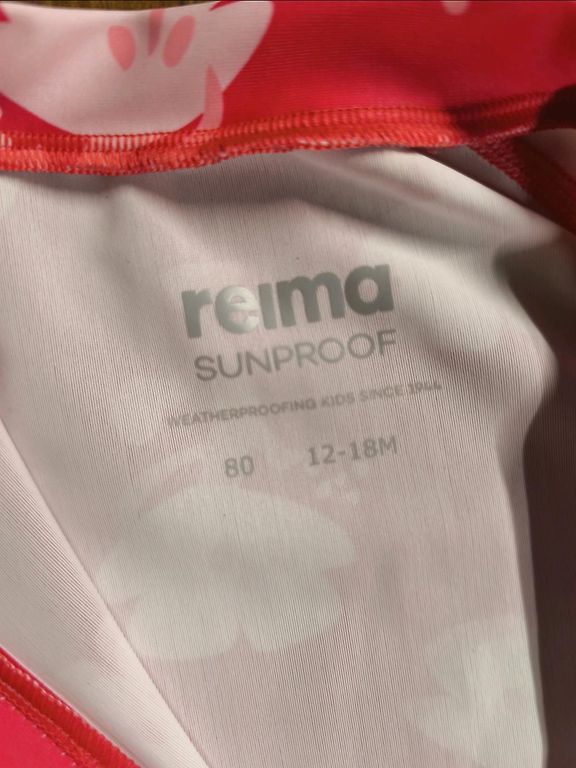 reima
SUNPROOF
WEATHERPROOFING KIDS SINCE 1944
80 12-18M